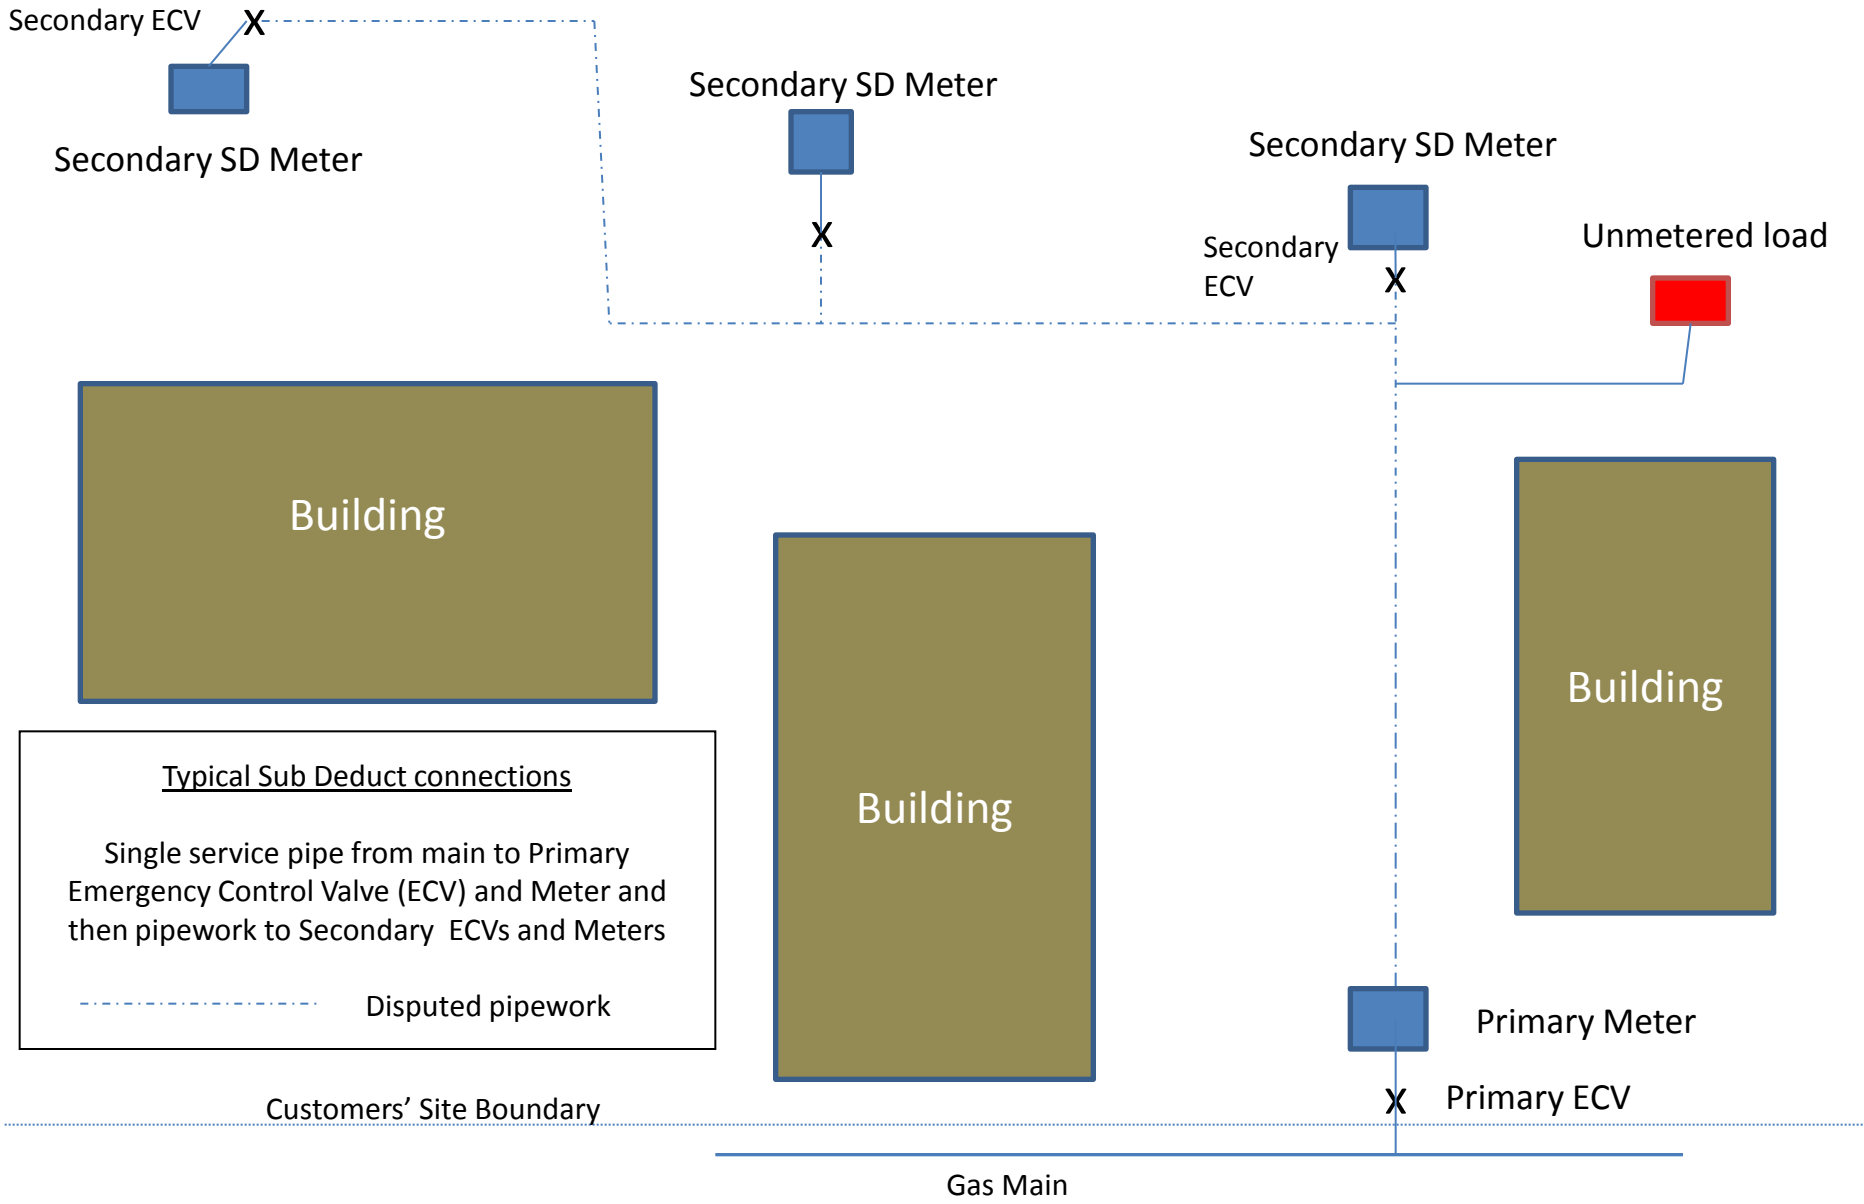 Secondary ECV X
Secondary SD Meter
Secondary SD Meter
X
Secondary SD Meter
Secondary
ECV
X
Unmetered load
Building
Building
Building
Typical Sub Deduct connections
Single service pipe from main to Primary
Emergency Control Valve (ECV) and Meter and
then pipework to Secondary ECVs and Meters
Disputed pipework
Primary Meter
X Primary ECV
Customers’ Site Boundary
Gas Main